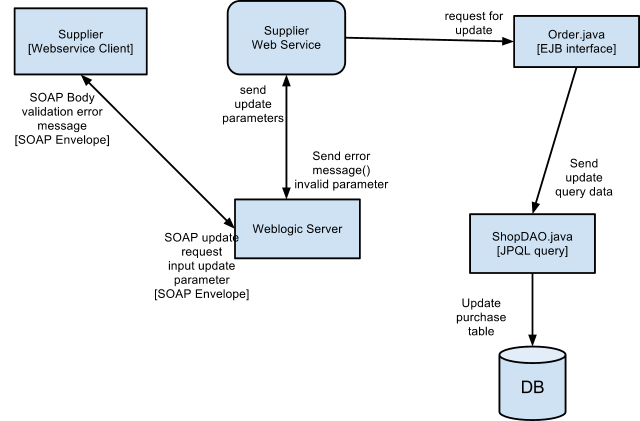 Supplier
[Webservice Client]
Supplier
Web Service
request for
update
Order.java
[EJB interface]
SOAP Body
validation error
message
[SOAP Envelope]
send
update
parameters
Send error
message()
invalid parameter
Send
update
query data
Weblogic Server
SOAP update
request
input update
parameter
[SOAP Envelope]
ShopDAO.java
[JPQL query]
Update
purchase
table
DB